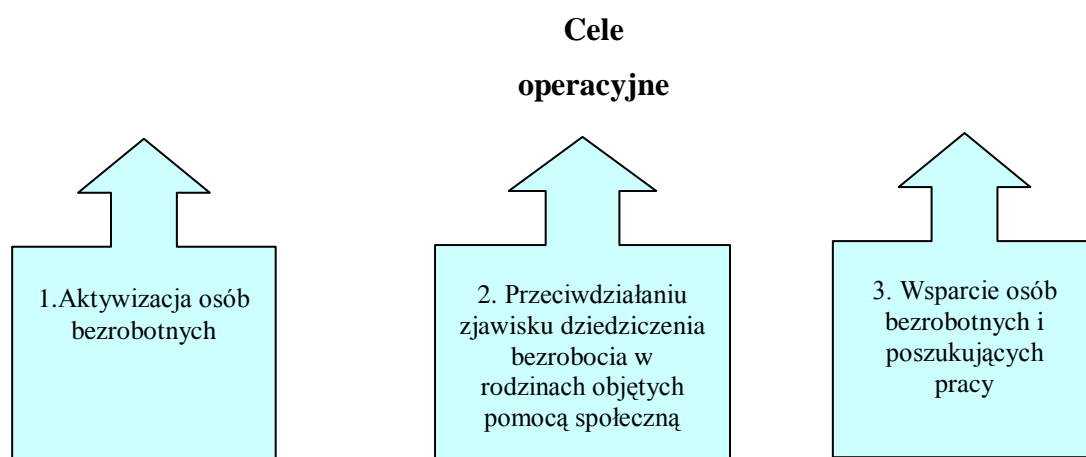 Cele
operacyjne
1.Aktywizacja osób
bezrobotnych
2. Przeciwdziałaniu
zjawisku dziedziczenia
bezrobocia w
rodzinach objętych
pomocą społeczną
3. Wsparcie osób
bezrobotnych i
poszukujących
pracy